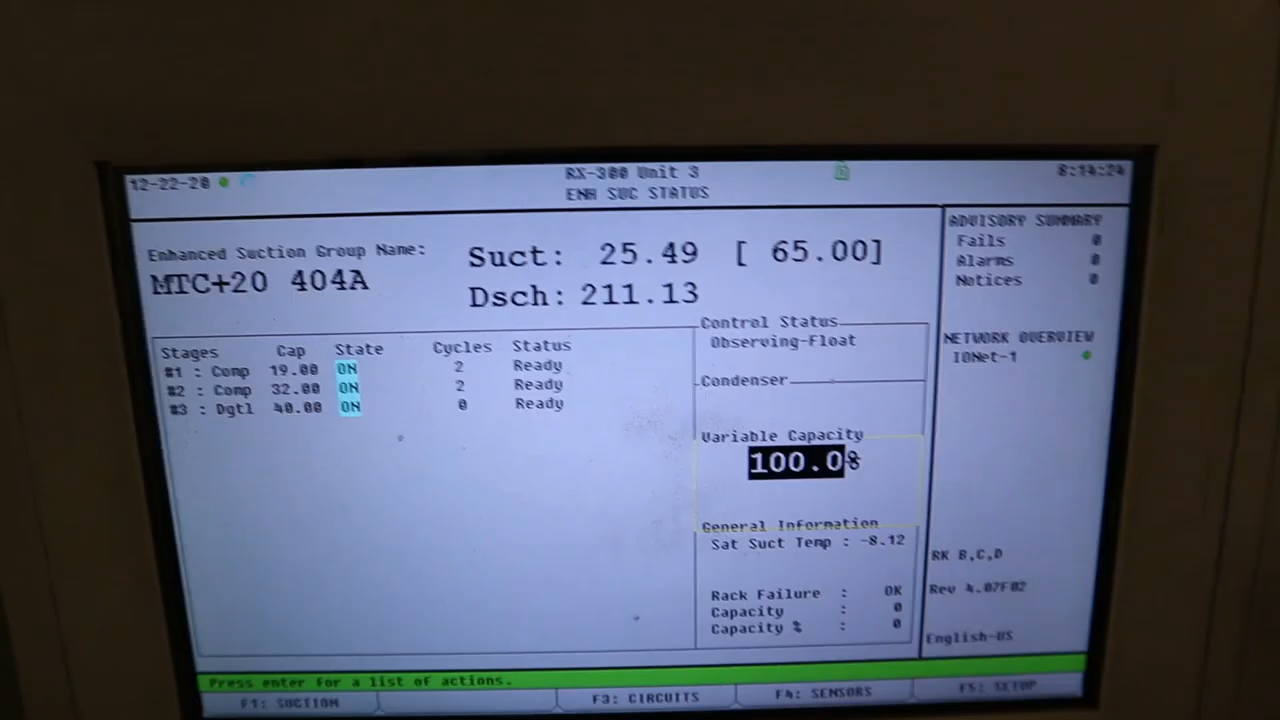 12-22-20
RX-300 Unit 3
8:14:24
ENH SUC STATUS
Enhanced Suction Group Name:
MTC+20 404A
Suct: 25.49 [ 65.00]
Dsch: 211.13
ADVISORY SUMMARY
Fails 0
Alarms 0
Notices 0
NETWORK OVERVIEW
IONet-1
Stages Cap State Cycles Status
#1 : Comp 19.00 ON 2 Ready
#2 : Comp 32.00 ON 2 Ready
#3 : Dgtl 40.00 ON 0 Ready
Control Status
Observing-Float
Condenser
Variable Capacity
100.0%
General Information
Sat Suct Temp : -8.12
Rack Failure : OK
Capacity : 0
Capacity % : 0
RK B,C,D
Rev 4.07F02
English-US
Press enter for a list of actions.
F1: SUCTION
F3: CIRCUITS
F4: SENSORS
F5: SETUP